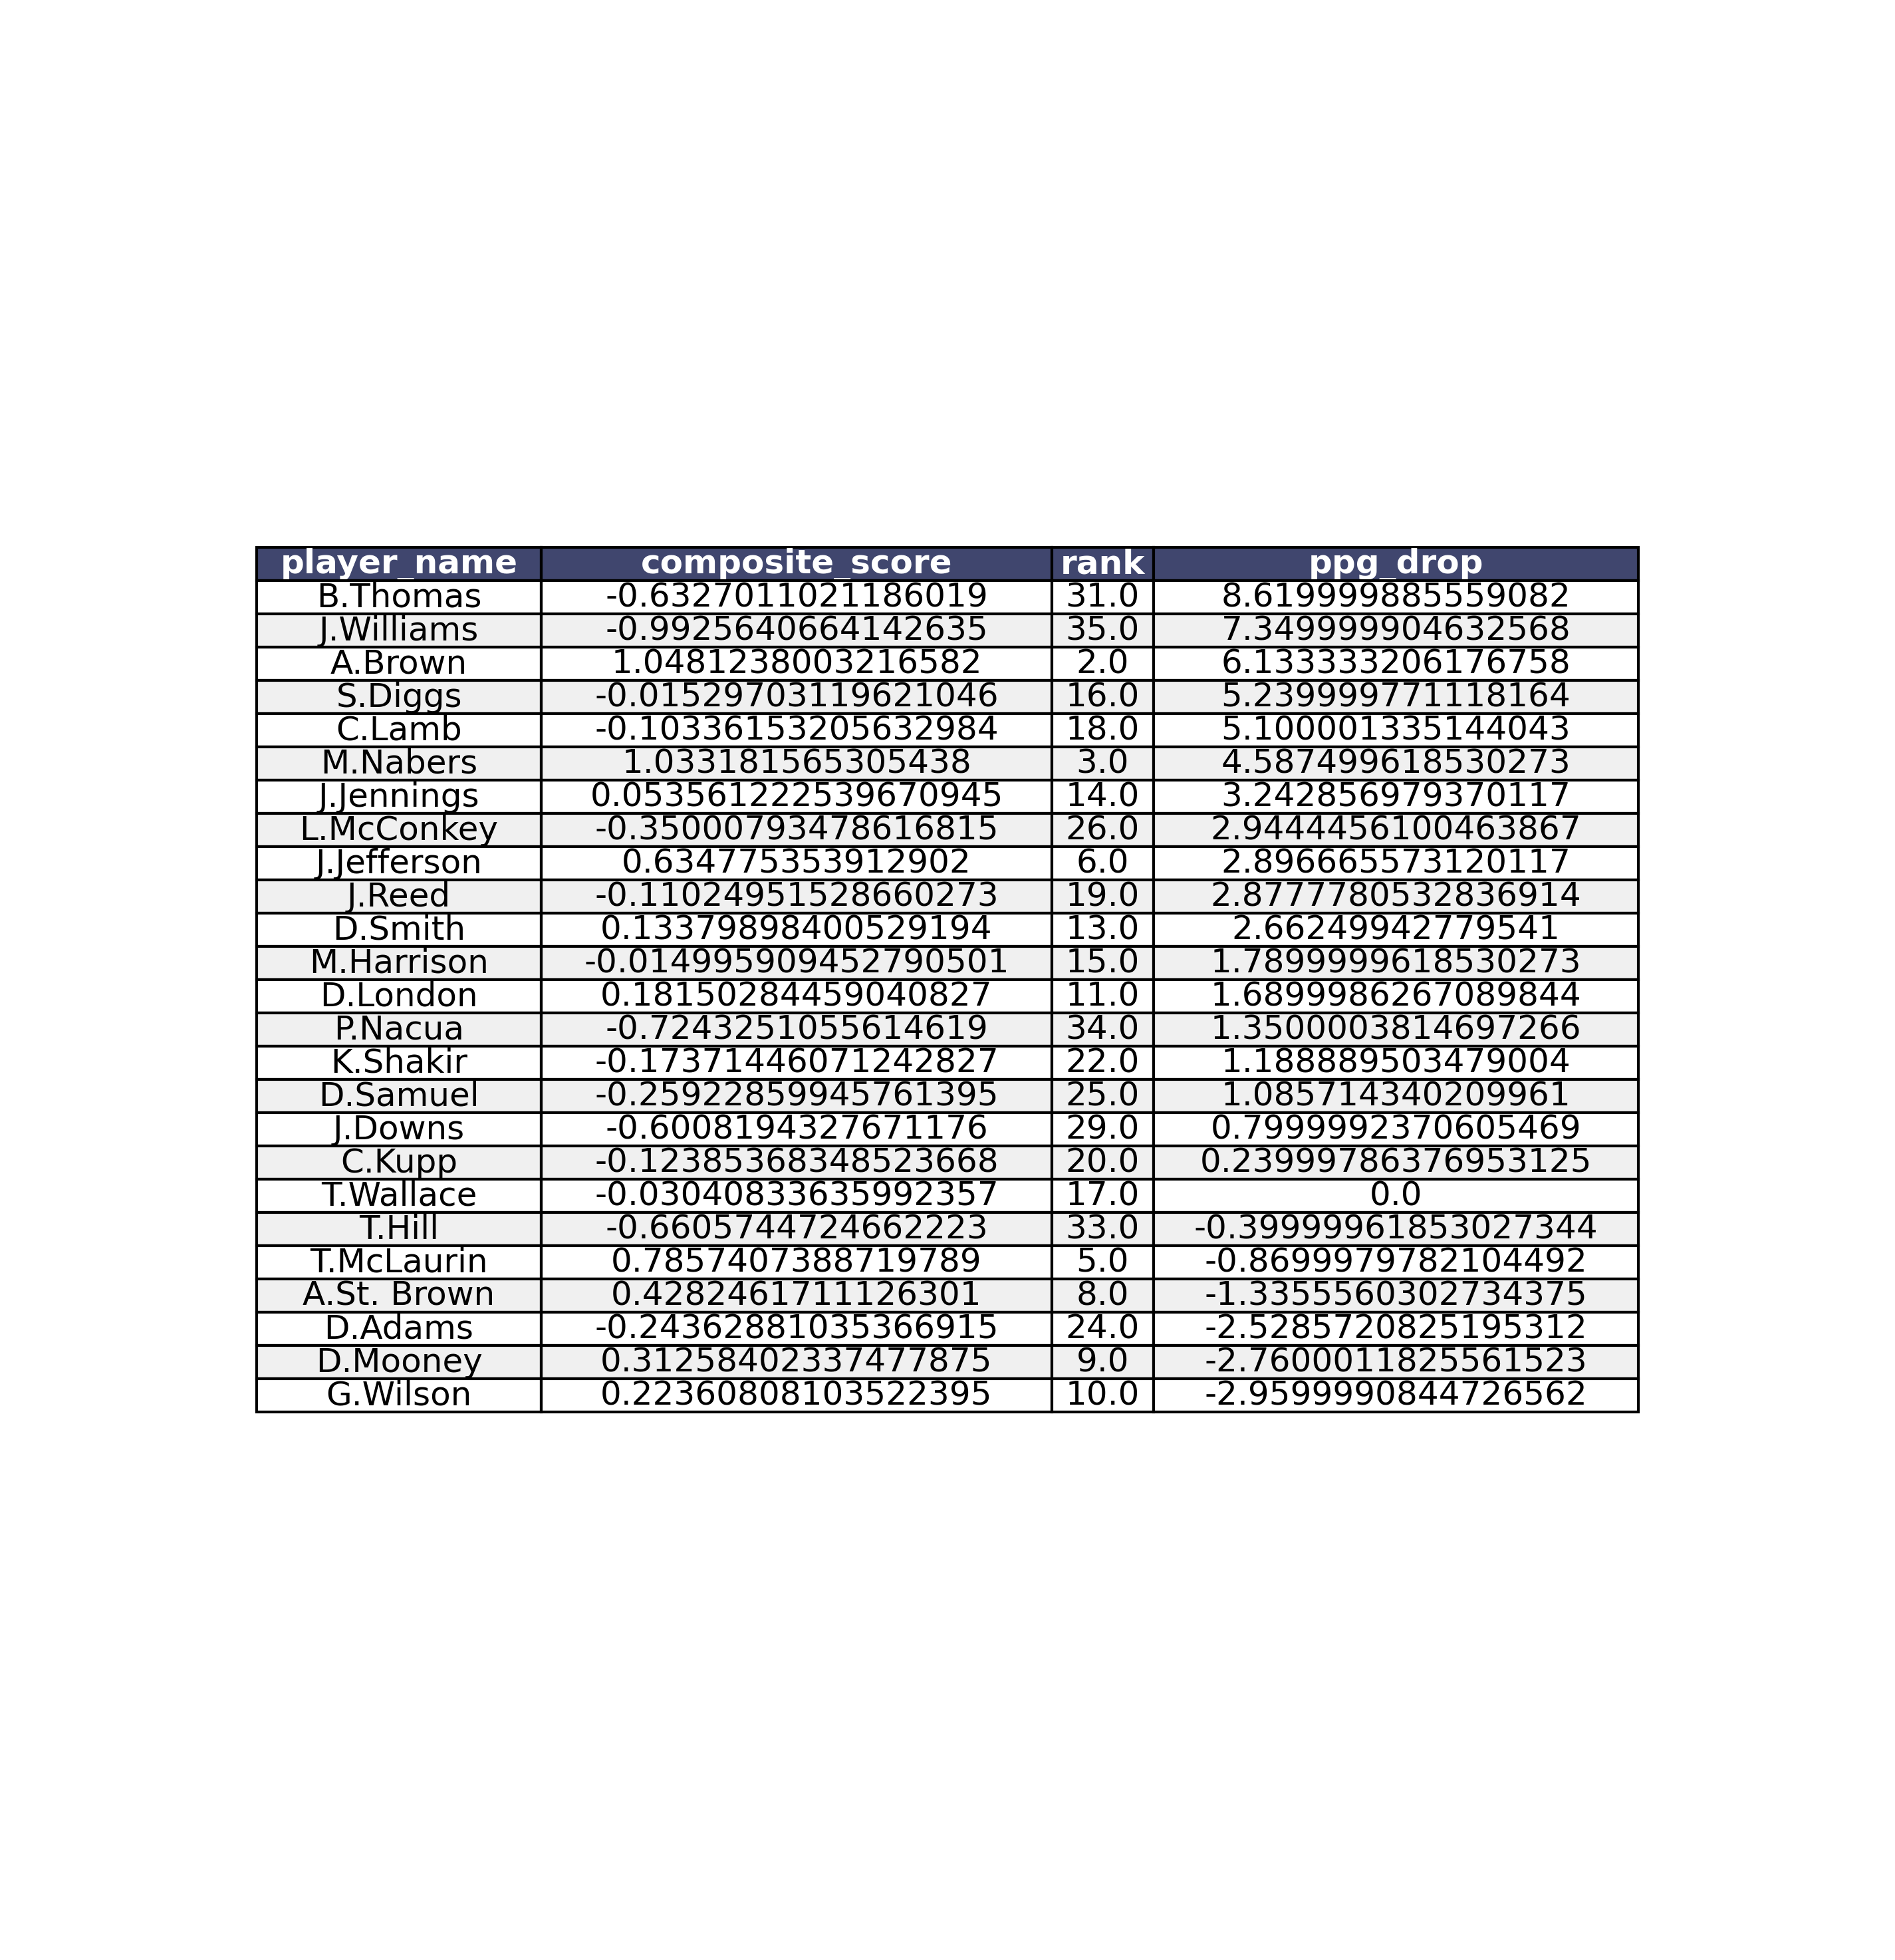 player_name composite_score rank ppg_drop
B.Thomas -0.6327011021186019 31.0 8.619999885559082
J.Williams -0.9925640664142635 35.0 7.349999904632568
A.Brown 1.0481238003216582 2.0 6.133333206176758
S.Diggs -0.01529703119621046 16.0 5.239999771118164
C.Lamb -0.10336153205632984 18.0 5.100001335144043
M.Nabers 1.033181565305438 3.0 4.587499618530273
J.Jennings 0.053561222539670945 14.0 3.242856979370117
L.McConkey -0.35000793478616815 26.0 2.9444456100463867
J.Jefferson 0.634775353912902 6.0 2.896665573120117
J.Reed -0.11024951528660273 19.0 2.8777780532836914
D.Smith 0.13379898400529194 13.0 2.66249942779541
M.Harrison -0.014995909452790501 15.0 1.7899999618530273
D.London 0.18150284459040827 11.0 1.6899986267089844
P.Nacua -0.7243251055614619 34.0 1.3500003814697266
K.Shakir -0.17371446071242827 22.0 1.188889503479004
D.Samuel -0.25922859945761395 25.0 1.085714340209961
J.Downs -0.6008194327671176 29.0 0.7999992370605469
C.Kupp -0.12385368348523668 20.0 0.23999786376953125
T.Wallace -0.03040833635992357 17.0 0.0
T.Hill -0.6605744724662223 33.0 -0.39999961853027344
T.McLaurin 0.7857407388719789 5.0 -0.8699979782104492
A.St. Brown 0.4282461711126301 8.0 -1.3355560302734375
D.Adams -0.24362881035366915 24.0 -2.5285720825195312
D.Mooney 0.31258402337477875 9.0 -2.7600011825561523
G.Wilson 0.22360808103522395 10.0 -2.9599990844726562